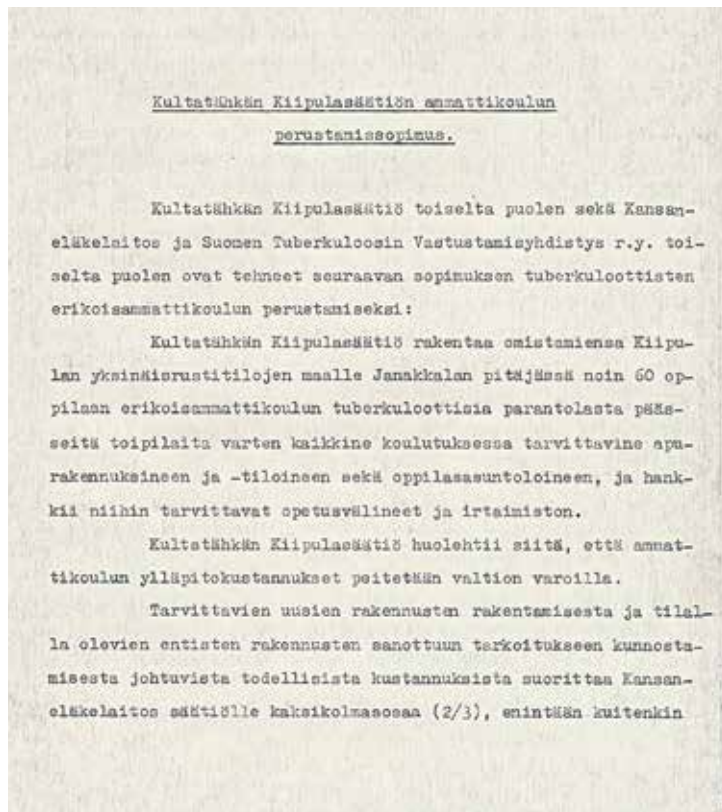 Kultatähkän Kiipulasäätiön ammattikoulun
perustamissopimus.
Kultatähkän Kiipulasäätiö toiselta puolen sekä Kansan-
eläkelaitos ja Suomen Tuberkuloosin Vastustamisyhdistys r.y. toi-
selta puolen ovat tehneet seuraavan sopimuksen tuberkuloottisten
erikoisammattikoulun perustamiseksi:
Kultatähkän Kiipulasäätiö rakentaa omistamiensa Kiipu-
lan yksinäisrustitilojen maalle Janakkalan pitäjässä noin 60 op-
pilaan erikoisammattikoulun tuberkuloottisia parantolasta pääs-
seitä toipilaita varten kaikkine koulutuksessa tarvittavine apu-
rakennuksineen ja -tiloineen sekä oppilasasuntoloineen, ja hank-
kii niihin tarvittavat opetusvälineet ja irtaimiston.
Kultatähkän Kiipulasäätiö huolehtii siitä, että ammat-
tikoulun ylläpitokustannukset peitetään valtion varoilla.
Tarvittavien uusien rakennusten rakentamisesta ja tilal-
la olevien entisten rakennusten sanottuun tarkoitukseen kunnosta-
misesta johtuvista todellisista kustannuksista suorittaa Kansan-
eläkelaitos säätiölle kaksikolmasosaa (2/3), enintään kuitenkin